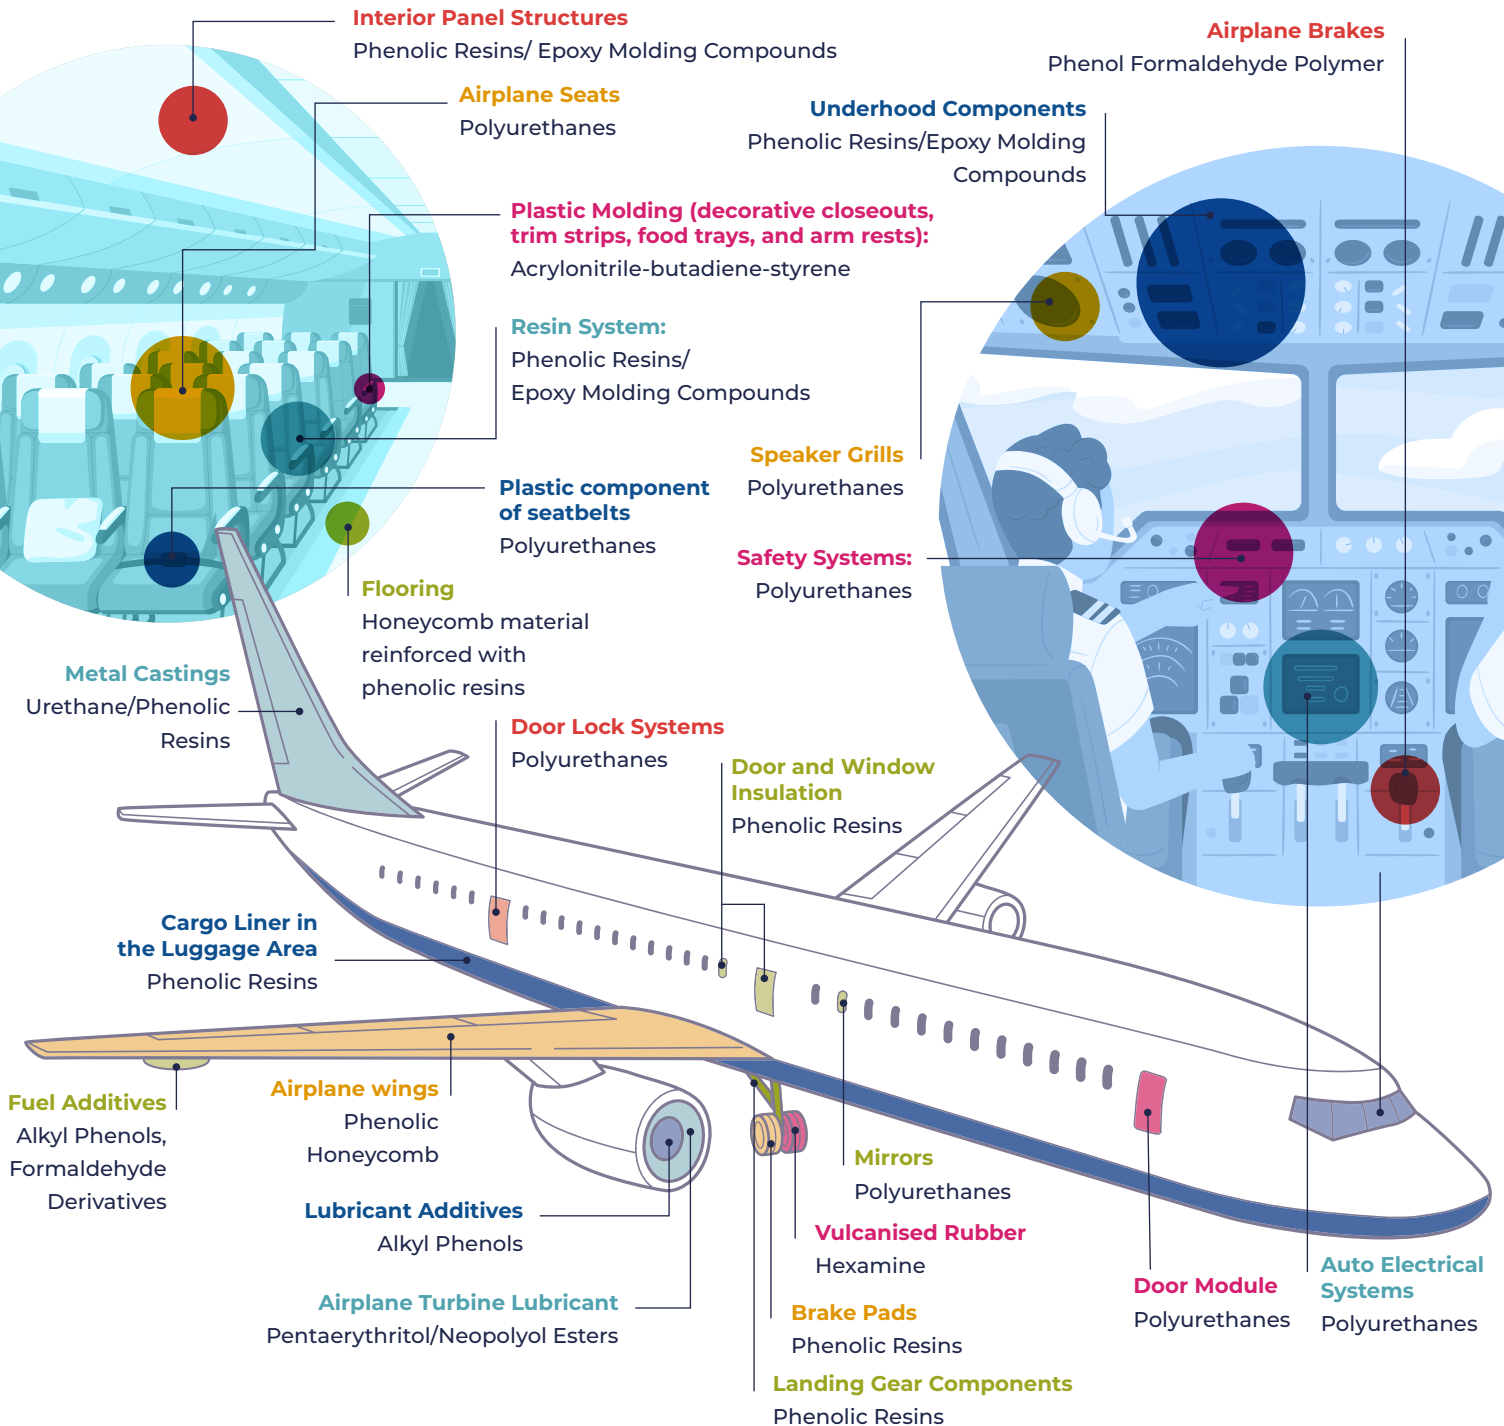 Interior Panel Structures
Phenolic Resins/ Epoxy Molding Compounds
Airplane Seats
Polyurethanes
Plastic Molding (decorative closeouts,
trim strips, food trays, and arm rests):
Acrylonitrile-butadiene-styrene
Resin System:
Phenolic Resins/
Epoxy Molding Compounds
Plastic component
of seatbelts
Polyurethanes
Flooring
Honeycomb material
reinforced with
phenolic resins
Airplane Brakes
Phenol Formaldehyde Polymer
Underhood Components
Phenolic Resins/Epoxy Molding
Compounds
Speaker Grills
Polyurethanes
Safety Systems:
Polyurethanes
Metal Castings
Urethane/Phenolic
Resins
Door Lock Systems
Polyurethanes
Door and Window
Insulation
Phenolic Resins
Cargo Liner in
the Luggage Area
Phenolic Resins
Fuel Additives
Alkyl Phenols,
Formaldehyde
Derivatives
Airplane wings
Phenolic
Honeycomb
Lubricant Additives
Alkyl Phenols
Airplane Turbine Lubricant
Pentaerythritol/Neopolyol Esters
Mirrors
Polyurethanes
Vulcanised Rubber
Hexamine
Brake Pads
Phenolic Resins
Landing Gear Components
Phenolic Resins
Door Module
Polyurethanes
Auto Electrical
Systems
Polyurethanes